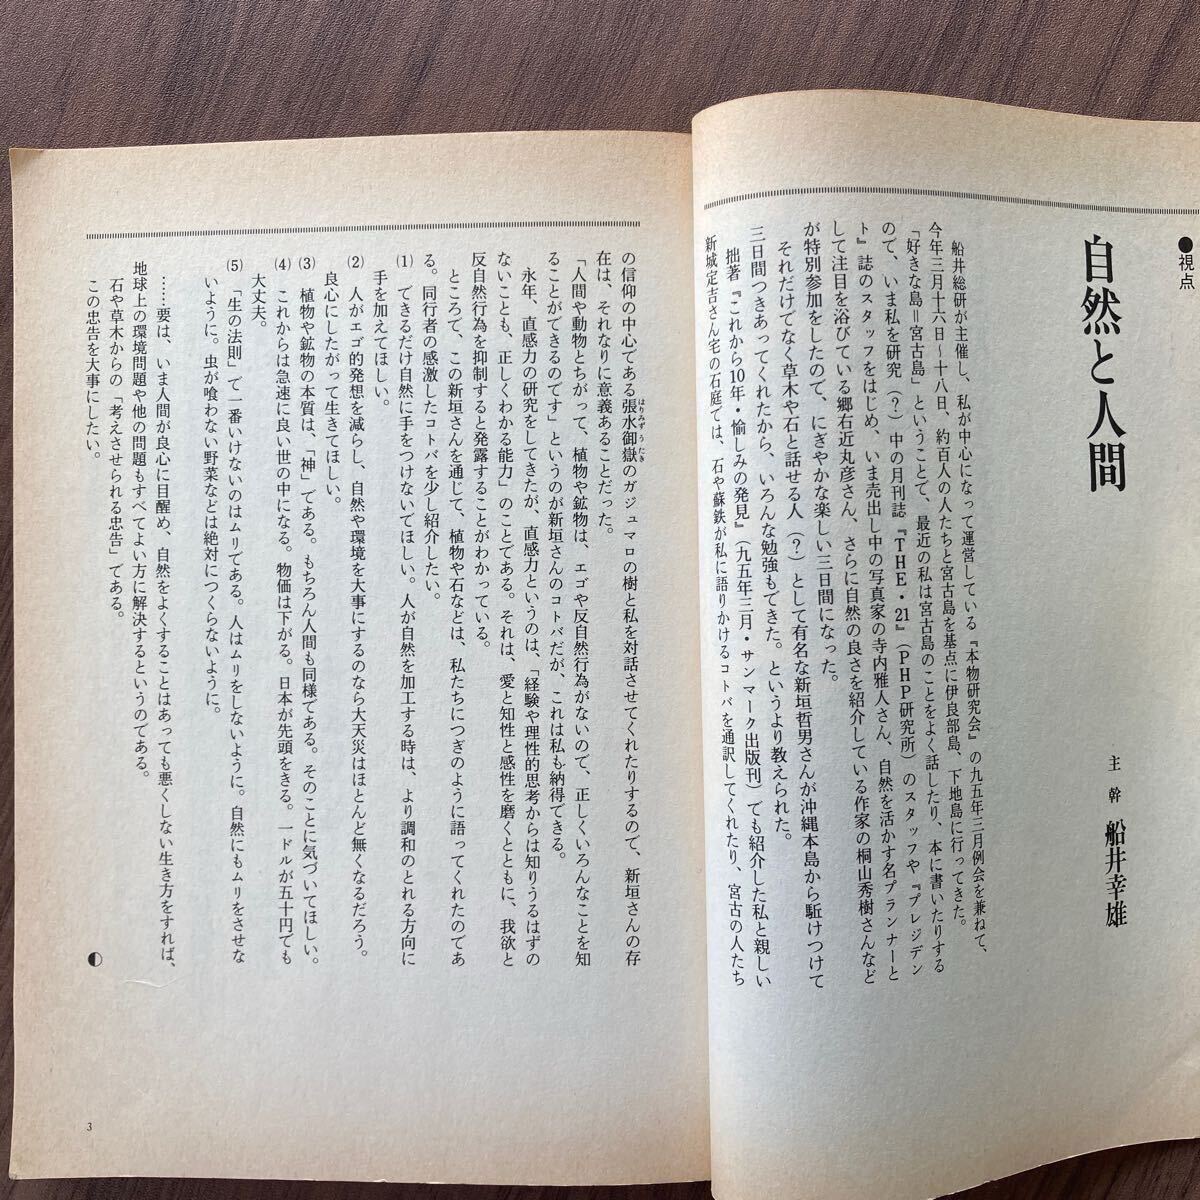 ●視点
自然と人間
主幹 船井幸雄
船井総研が主催し、私が中心になって運営している『本物研究会』の九五年三月例会を兼ねて、
今年三月十六日～十八日、約百人の人たちと宮古島を基点に伊良部島、下地島に行ってきた。
「好きな島＝宮古島」ということで、最近の私は宮古島のことをよく話したり、本に書いたりする
ので、いま私を研究（？）中の月刊誌『THE・21』（PHP研究所）のスタッフや『プレジデン
ト』誌のスタッフをはじめ、いま売出し中の写真家の寺内雅人さん、自然を活かす名プランナーと
して注目を浴びている郷右近丸彦さん、さらに自然の良さを紹介している作家の桐山秀樹さんなど
が特別参加をしたので、にぎやかな楽しい三日間になった。
それだけでなく草木や石と話せる人（？）として有名な新垣哲男さんが沖縄本島から駈けつけて
三日間つきあってくれたから、いろんな勉強もできた。というより教えられた。
拙著『これから10年・愉しみの発見』（九五年三月・サンマーク出版刊）でも紹介した私と親しい
新城定吉さん宅の石庭では、石や蘇鉄が私に語りかけるコトバを通訳してくれたり、宮古の人たち
の信仰の中心である張水御嶽（はりみずうたき）のガジュマロの樹と私を対話させてくれたりするので、新垣さんの存
在は、それなりに意義あることだった。
「人間や動物とちがって、植物や鉱物は、エゴや反自然行為がないので、正しくいろんなことを知
ることができるのです」というのが新垣さんのコトバだが、これは私も納得できる。
永年、直感力の研究をしてきたが、直感力というのは、「経験や理性的思考からは知りうるはずの
ないことも、正しくわかる能力」のことである。それは、愛と知性と感性を磨くとともに、我欲と
反自然行為を抑制すると発露することがわかっている。
ところで、この新垣さんを通じて、植物や石などは、私たちにつぎのように語ってくれたのであ
る。同行者の感激したコトバを少し紹介したい。
(1) できるだけ自然に手をつけないでほしい。人が自然を加工する時は、より調和のとれる方向に
手を加えてほしい。
(2) 人がエゴ的発想を減らし、自然や環境を大事にするのなら大天災はほとんど無くなるだろう。
良心にしたがって生きてほしい。
(3) 植物や鉱物の本質は、「神」である。もちろん人間も同様である。そのことに気づいてほしい。
(4) これからは急速に良い世の中になる。物価は下がる。日本が先頭をきる。一ドルが五十円でも
大丈夫。
(5) 「生の法則」で一番いけないのはムリである。人はムリをしないように。自然にもムリをさせな
いように。虫が喰わない野菜などは絶対につくらないように。
……要は、いま人間が良心に目醒め、自然をよくすることはあっても悪くしない生き方をすれば、
地球上の環境問題や他の問題もすべてよい方に解決するというのである。
石や草木からの「考えさせられる忠告」である。
この忠告を大事にしたい。
3